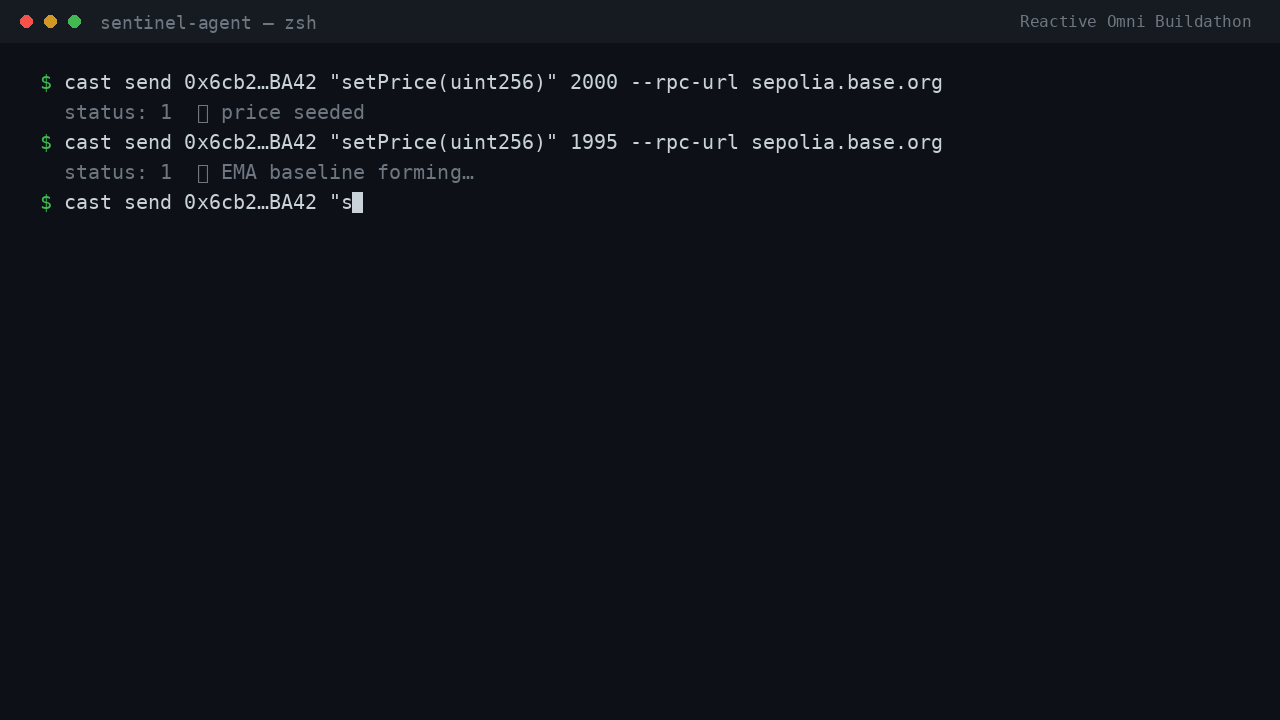 sentinel-agent — zsh
Reactive Omni Buildathon
$ cast send 0x6cb2…BA42 "setPrice(uint256)" 2000 --rpc-url sepolia.base.org
status: 1 ▯ price seeded
$ cast send 0x6cb2…BA42 "setPrice(uint256)" 1995 --rpc-url sepolia.base.org
status: 1 ▯ EMA baseline forming…
$ cast send 0x6cb2…BA42 "s